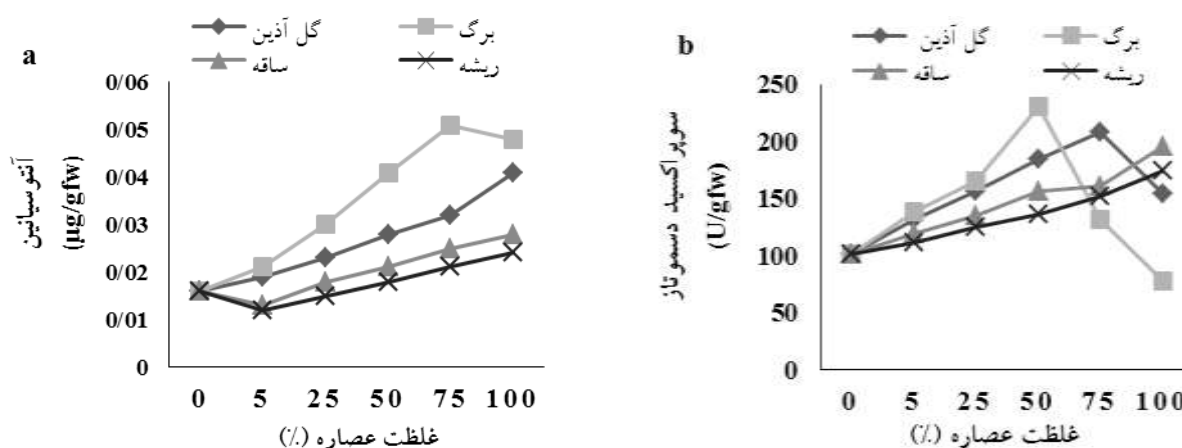 a
گل آذین
برگ
ساقه
ریشه
آنتوسیانین
(µg/gfw)
0/06
0/05
0/04
0/03
0/02
0/01
0
0 5 25 50 75 100
غلظت عصاره (٪)
b
گل آذین
برگ
ساقه
ریشه
سوپراکسید دسموتاز
(U/gfw)
250
200
150
100
50
0
0 5 25 50 75 100
غلظت عصاره (٪)